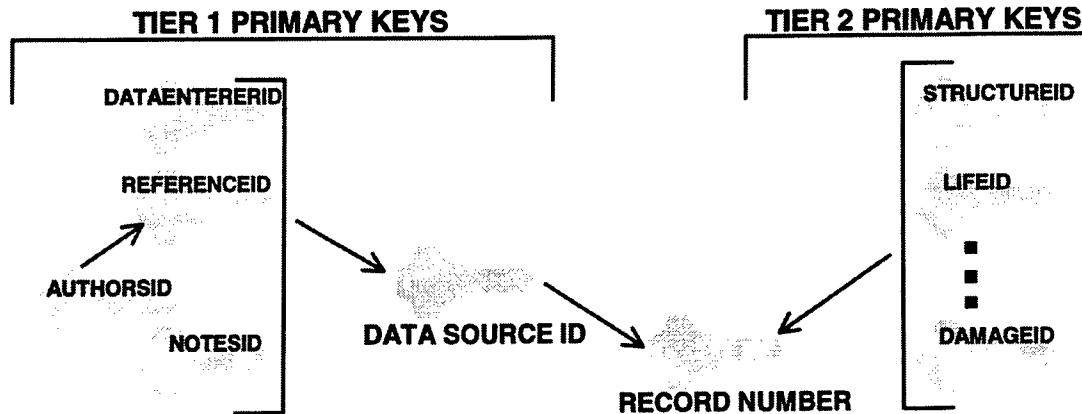 TIER 1 PRIMARY KEYS
TIER 2 PRIMARY KEYS
DATAENTERERID
STRUCTUREID
REFERENCEID
LIFEID
AUTHORSID
DATA SOURCE ID
NOTESID
DAMAGEID
RECORD NUMBER